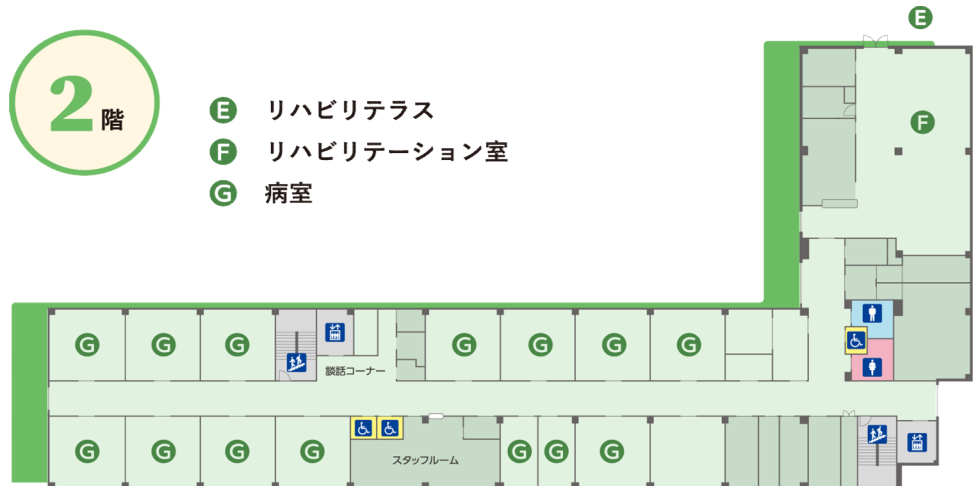 E
2階
E リハビリテラス
F リハビリテーション室
G 病室
F
G G G G G G G
談話コーナー
G G G G G G G
スタッフルーム